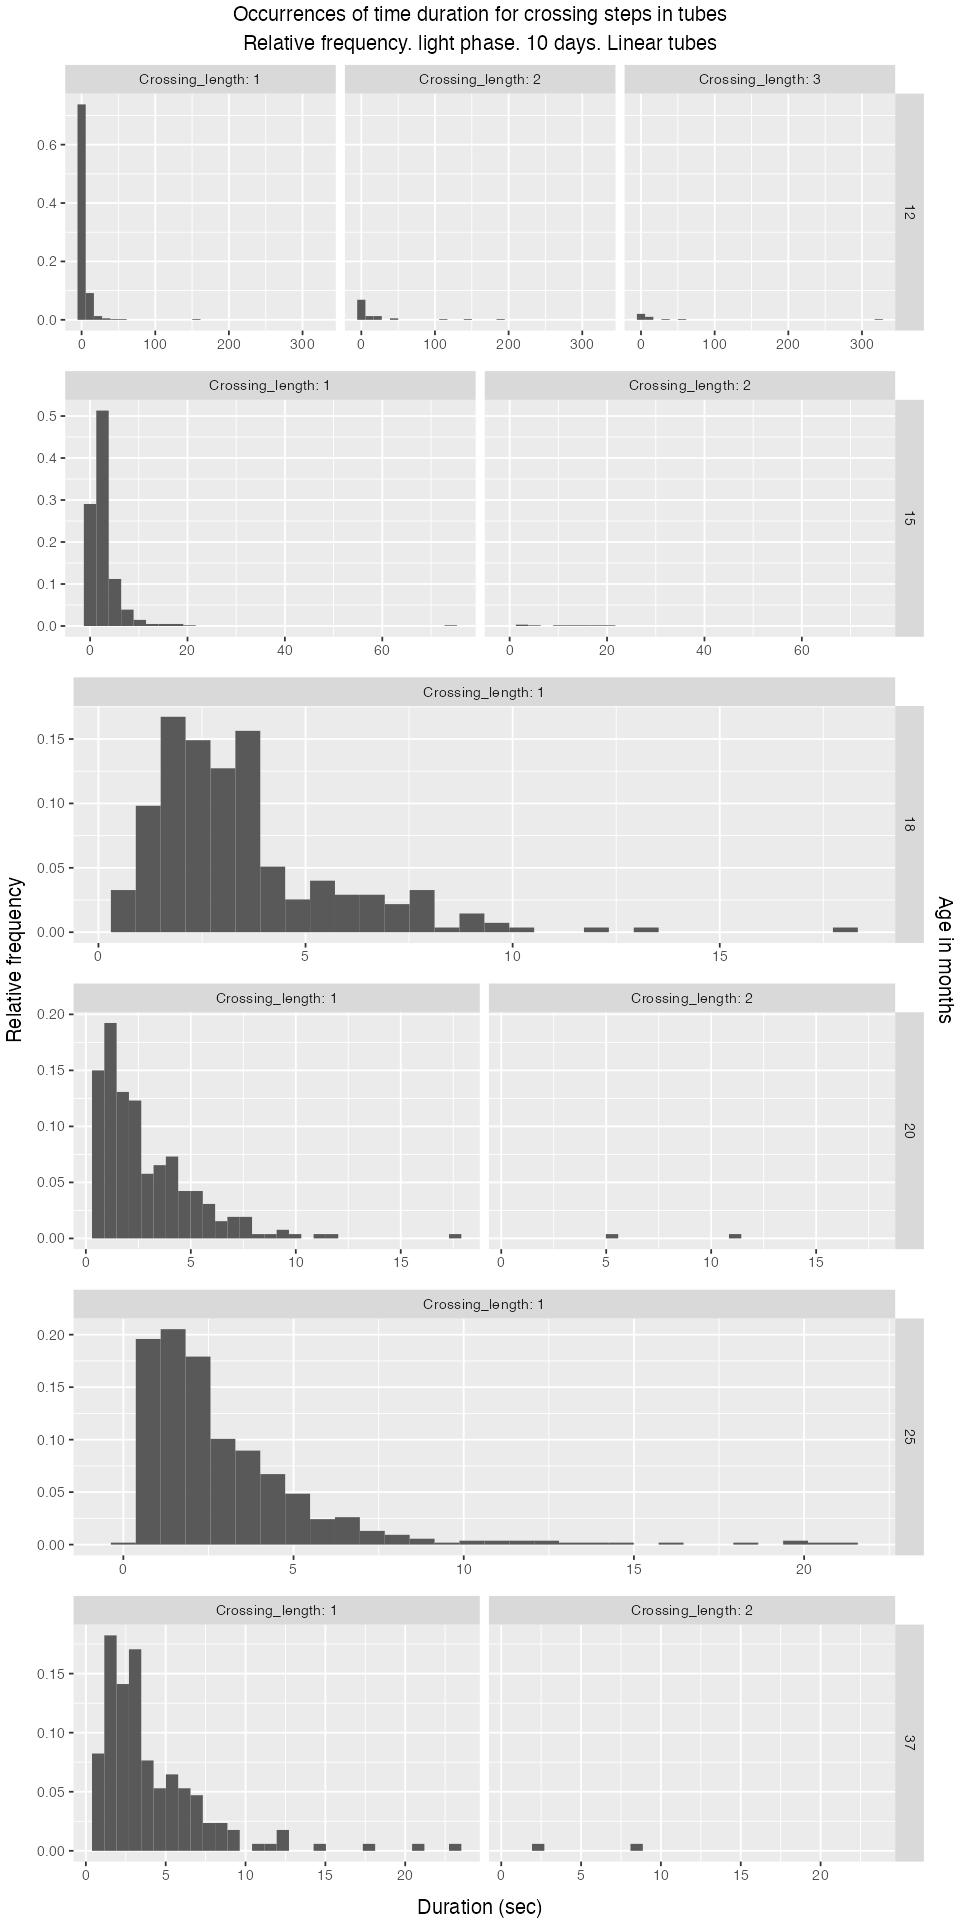 Occurrences of time duration for crossing steps in tubes
Relative frequency. light phase. 10 days. Linear tubes
Crossing_length: 1
Crossing_length: 2
Crossing_length: 3
0.6
0.4
0.2
0.0
0 100 200 300
0 100 200 300
0 100 200 300
12
Crossing_length: 1
Crossing_length: 2
0.5
0.4
0.3
0.2
0.1
0.0
0 20 40 60
0 20 40 60
15
Crossing_length: 1
0.15
0.10
0.05
0.00
0 5 10 15
18
Relative frequency
Age in months
Crossing_length: 1
Crossing_length: 2
0.20
0.15
0.10
0.05
0.00
0 5 10 15
0 5 10 15
20
Crossing_length: 1
0.20
0.15
0.10
0.05
0.00
0 5 10 15 20
25
Crossing_length: 1
Crossing_length: 2
0.15
0.10
0.05
0.00
0 5 10 15 20
0 5 10 15 20
37
Duration (sec)